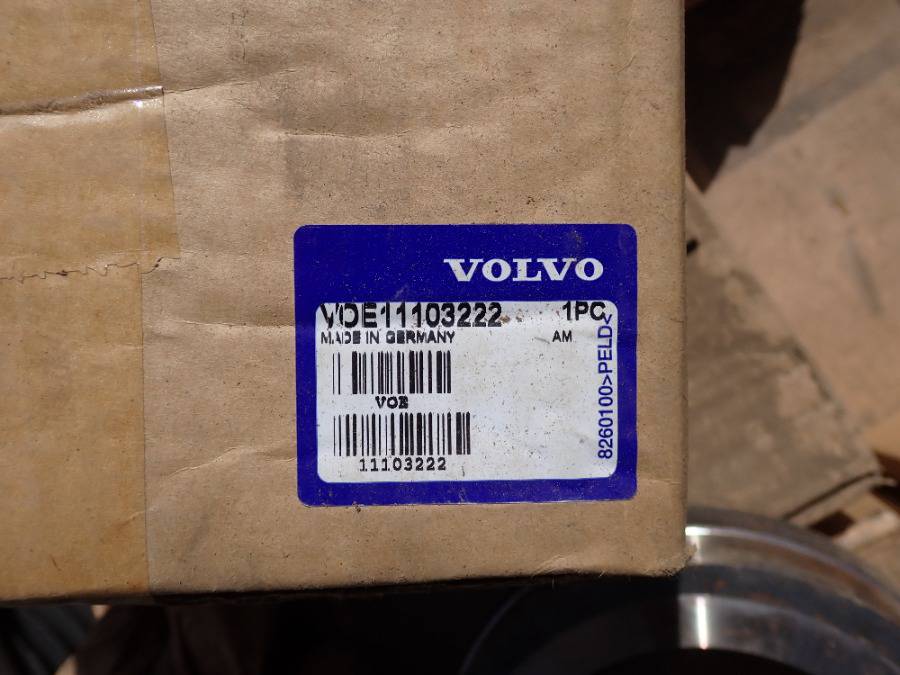 VOLVO
VOE11103222 1PC
MADE IN GERMANY AM
VOE
11103222
8260100>PELD<